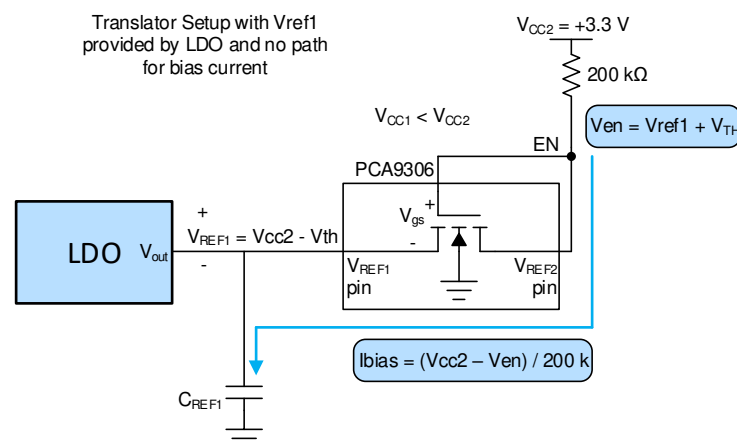 Translator Setup with Vref1
provided by LDO and no path
for bias current
VCC2 = +3.3 V
200 kΩ
VCC1 < VCC2
Ven = Vref1 + VTH
EN
PCA9306
Vgs
+
-
+
VREF1 = Vcc2 - Vth
-
LDO
Vout
VREF1
pin
VREF2
pin
Ibias = (Vcc2 – Ven) / 200 k
CREF1